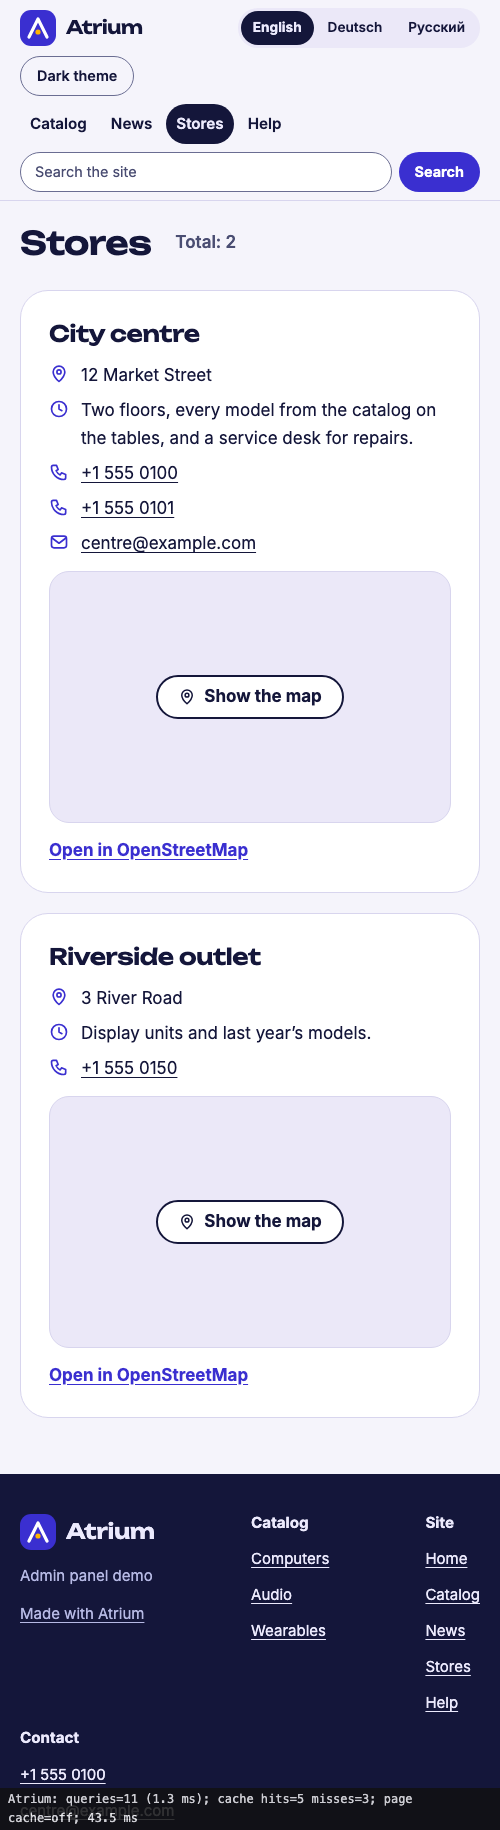 Atrium
English Deutsch Русский
Dark theme
Catalog News Stores Help
Search the site Search
Stores Total: 2
City centre
12 Market Street
Two floors, every model from the catalog on
the tables, and a service desk for repairs.
+1 555 0100
+1 555 0101
centre@example.com
Show the map
Open in OpenStreetMap
Riverside outlet
3 River Road
Display units and last year’s models.
+1 555 0150
Show the map
Open in OpenStreetMap
Atrium
Admin panel demo
Made with Atrium
Catalog
Computers
Audio
Wearables
Site
Home
Catalog
News
Stores
Help
Contact
+1 555 0100
centre@example.com
Atrium: queries=11 (1.3 ms); cache hits=5 misses=3; page
cache=off; 43.5 ms